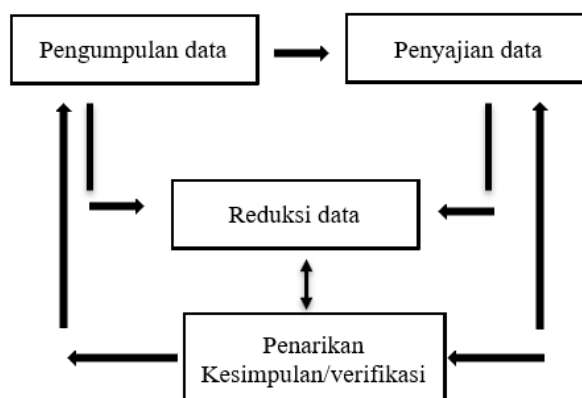 Pengumpulan data
Penyajian data
Reduksi data
Penarikan
Kesimpulan/verifikasi